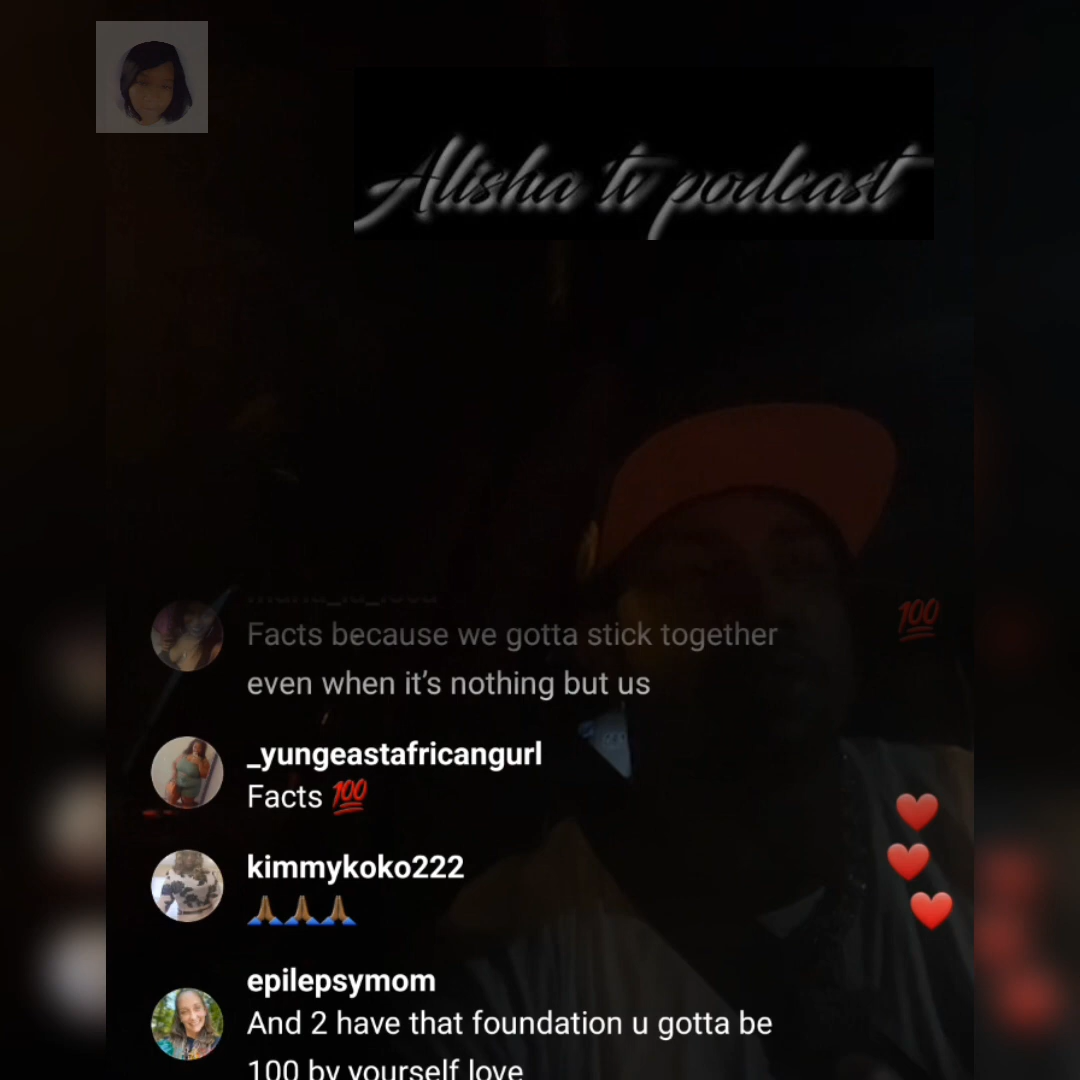 Alisha tv podcast
Facts because we gotta stick together
even when it’s nothing but us
_yungeastafricangurl
Facts 💯
kimmykoko222
🙏🏾🙏🏾🙏🏾
epilepsymom
And 2 have that foundation u gotta be
100 by yourself love